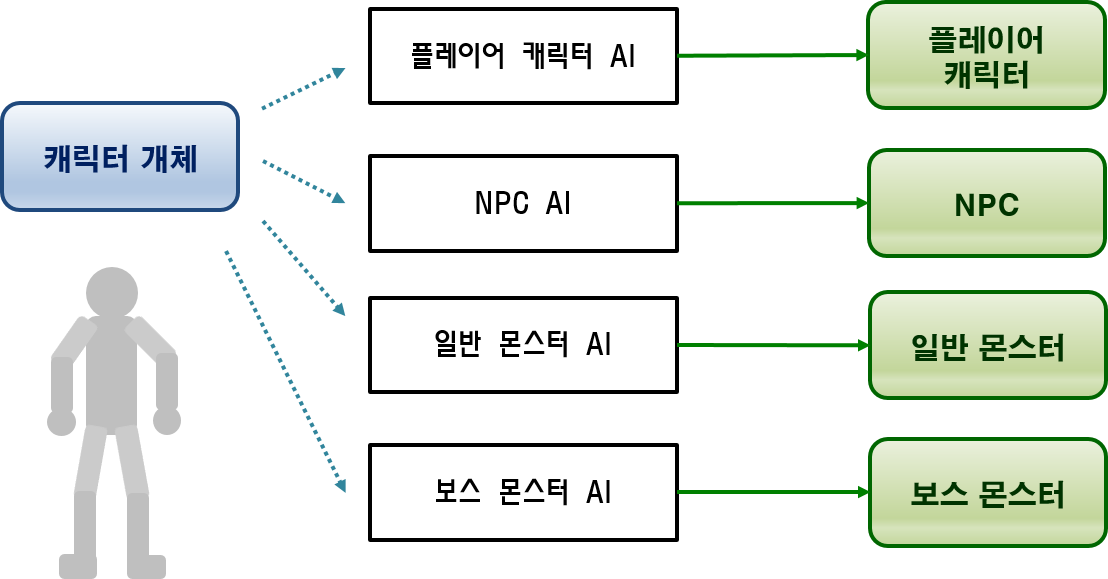 캐릭터 개체
플레이어 캐릭터 AI
플레이어
캐릭터
NPC AI
NPC
일반 몬스터 AI
일반 몬스터
보스 몬스터 AI
보스 몬스터